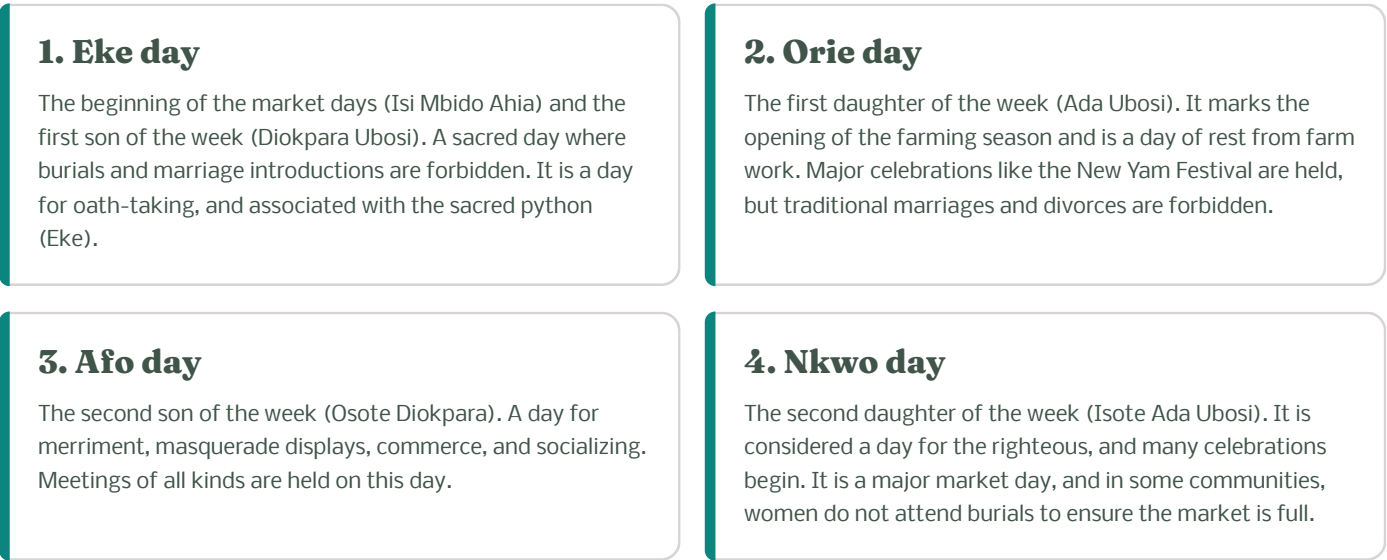 1. Eke day
The beginning of the market days (Isi Mbido Ahia) and the
first son of the week (Diokpara Ubosi). A sacred day where
burials and marriage introductions are forbidden. It is a day
for oath-taking, and associated with the sacred python
(Eke).
2. Orie day
The first daughter of the week (Ada Ubosi). It marks the
opening of the farming season and is a day of rest from farm
work. Major celebrations like the New Yam Festival are held,
but traditional marriages and divorces are forbidden.
3. Afo day
The second son of the week (Osote Diokpara). A day for
merriment, masquerade displays, commerce, and socializing.
Meetings of all kinds are held on this day.
4. Nkwo day
The second daughter of the week (Isote Ada Ubosi). It is
considered a day for the righteous, and many celebrations
begin. It is a major market day, and in some communities,
women do not attend burials to ensure the market is full.